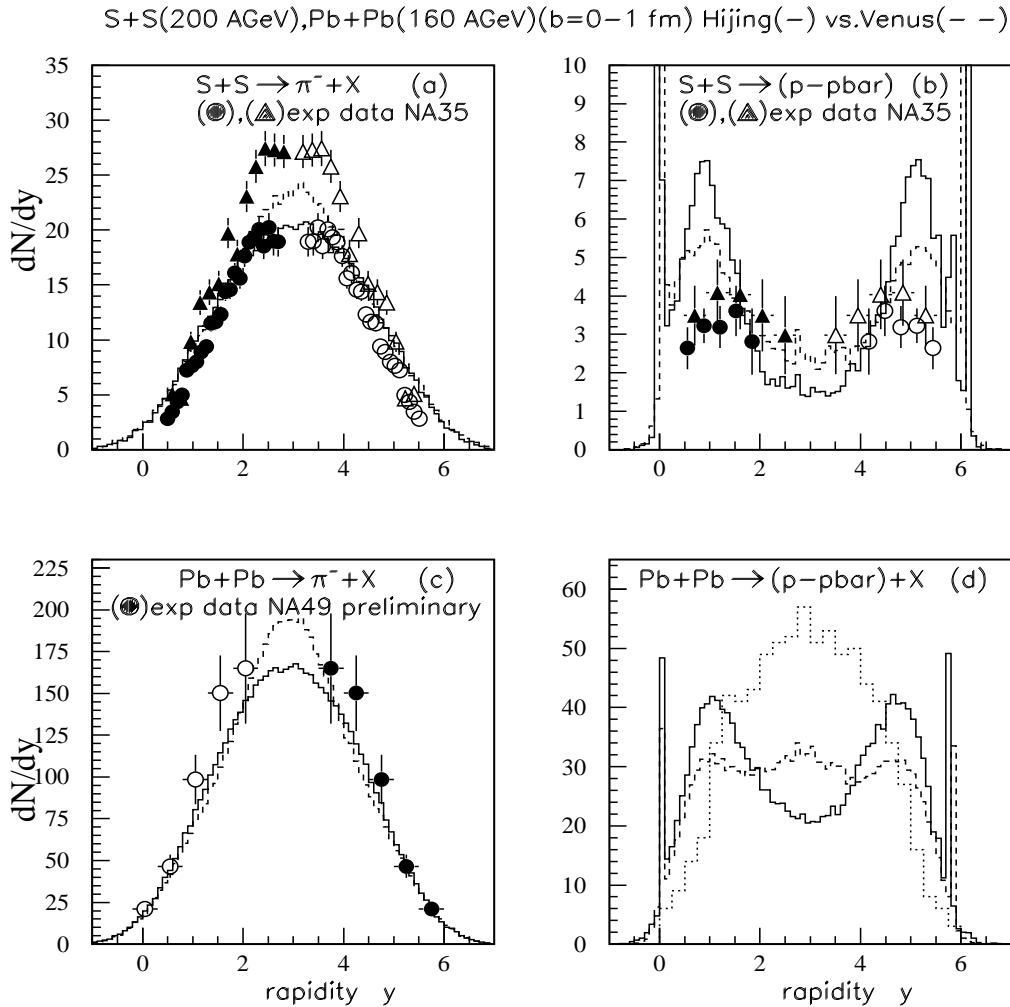 S+S(200 AGeV),Pb+Pb(160 AGeV)(b=0-1 fm) Hijing(-) vs.Venus(- -)
dN/dy
35
30
25
20
15
10
5
0
S+S → π⁻+X (a)
(●),(△)exp data NA35
0 2 4 6
10
9
8
7
6
5
4
3
2
1
0
S+S → (p-pbar) (b)
(●),(△)exp data NA35
0 2 4 6
dN/dy
225
200
175
150
125
100
75
50
25
0
Pb+Pb → π⁻+X (c)
(●)exp data NA49 preliminary
0 2 4 6
rapidity y
60
50
40
30
20
10
0
Pb+Pb → (p-pbar)+X (d)
0 2 4 6
rapidity y